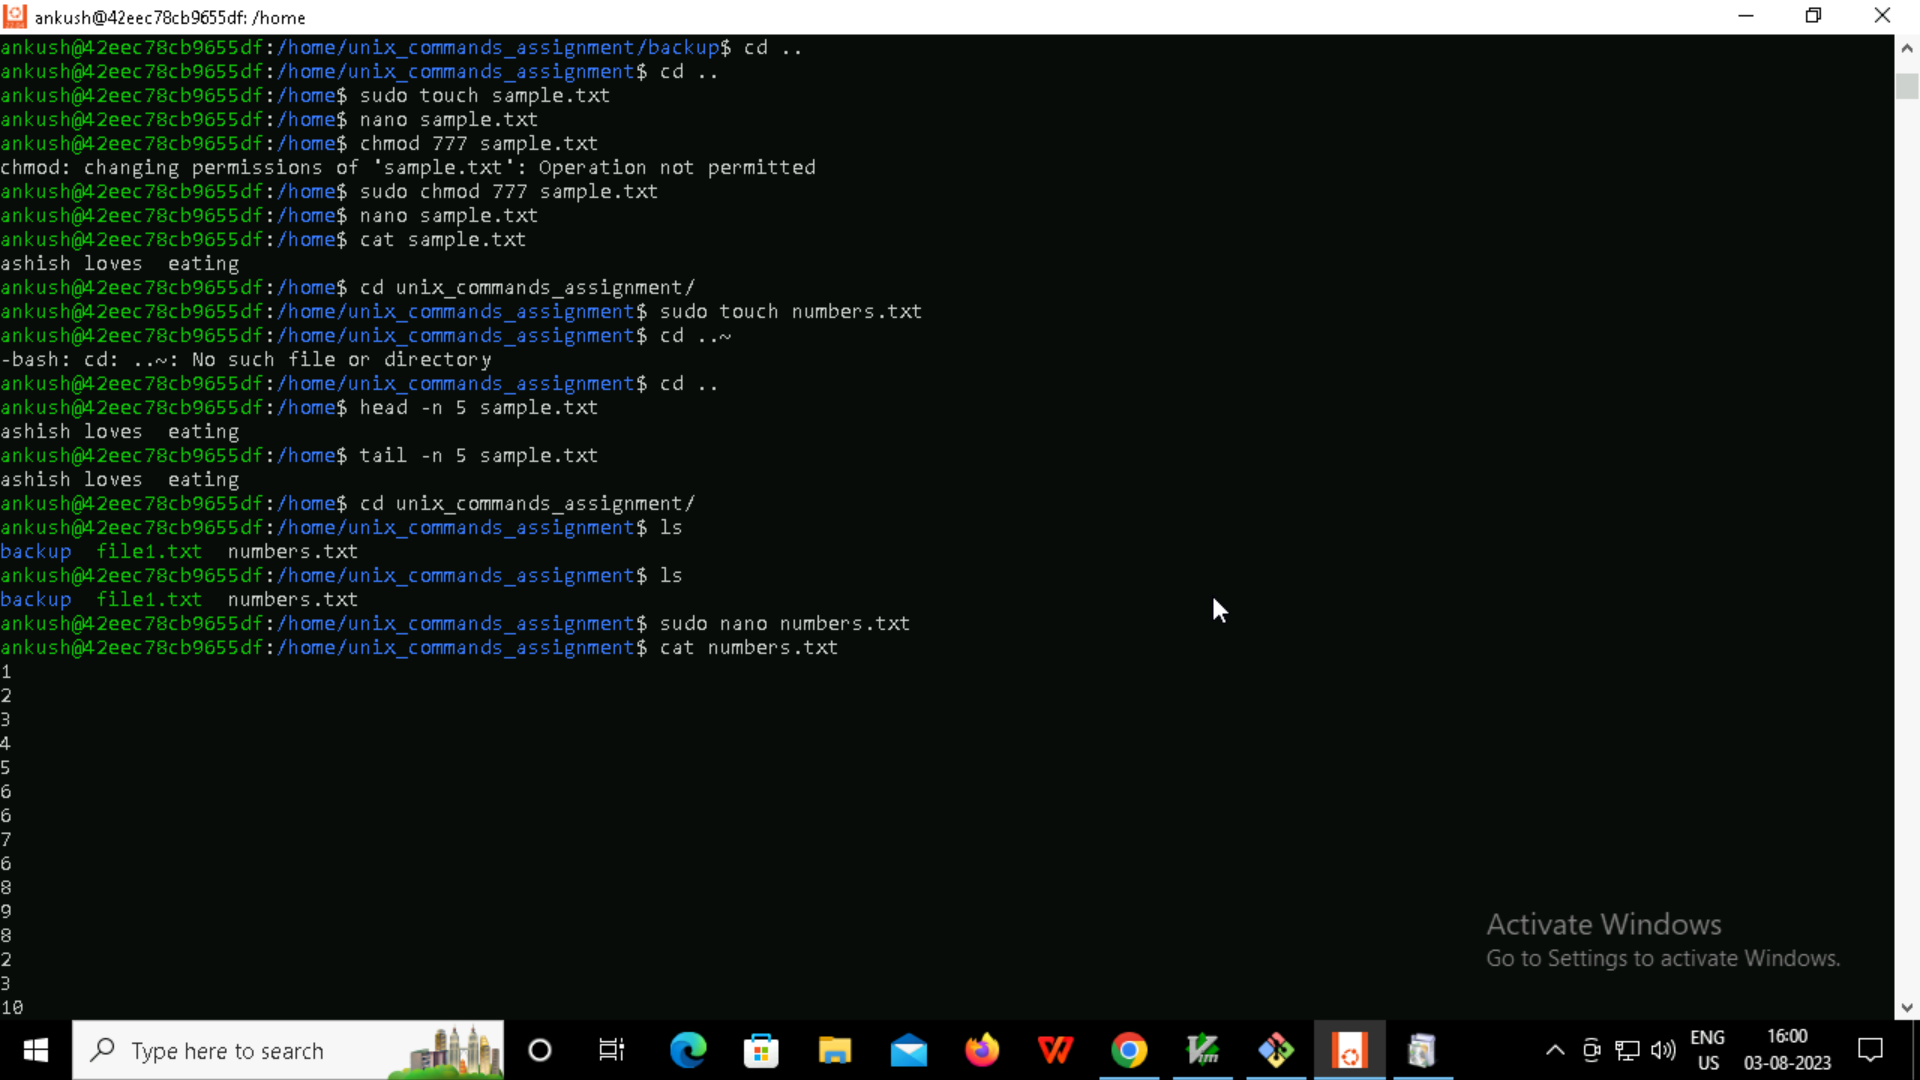 ankush@42eec78cb9655df: /home
ankush@42eec78cb9655df:/home/unix_commands_assignment/backup$ cd ..
ankush@42eec78cb9655df:/home/unix_commands_assignment$ cd ..
ankush@42eec78cb9655df:/home$ sudo touch sample.txt
ankush@42eec78cb9655df:/home$ nano sample.txt
ankush@42eec78cb9655df:/home$ chmod 777 sample.txt
chmod: changing permissions of 'sample.txt': Operation not permitted
ankush@42eec78cb9655df:/home$ sudo chmod 777 sample.txt
ankush@42eec78cb9655df:/home$ nano sample.txt
ankush@42eec78cb9655df:/home$ cat sample.txt
ashish loves  eating
ankush@42eec78cb9655df:/home$ cd unix_commands_assignment/
ankush@42eec78cb9655df:/home/unix_commands_assignment$ sudo touch numbers.txt
ankush@42eec78cb9655df:/home/unix_commands_assignment$ cd ..~
-bash: cd: ..~: No such file or directory
ankush@42eec78cb9655df:/home/unix_commands_assignment$ cd ..
ankush@42eec78cb9655df:/home$ head -n 5 sample.txt
ashish loves  eating
ankush@42eec78cb9655df:/home$ tail -n 5 sample.txt
ashish loves  eating
ankush@42eec78cb9655df:/home$ cd unix_commands_assignment/
ankush@42eec78cb9655df:/home/unix_commands_assignment$ ls
backup  file1.txt  numbers.txt
ankush@42eec78cb9655df:/home/unix_commands_assignment$ ls
backup  file1.txt  numbers.txt
ankush@42eec78cb9655df:/home/unix_commands_assignment$ sudo nano numbers.txt
ankush@42eec78cb9655df:/home/unix_commands_assignment$ cat numbers.txt
1
2
3
4
5
6
6
7
6
8
9
8
2
3
10
Activate Windows
Go to Settings to activate Windows.
Type here to search
ENG
US
16:00
03-08-2023